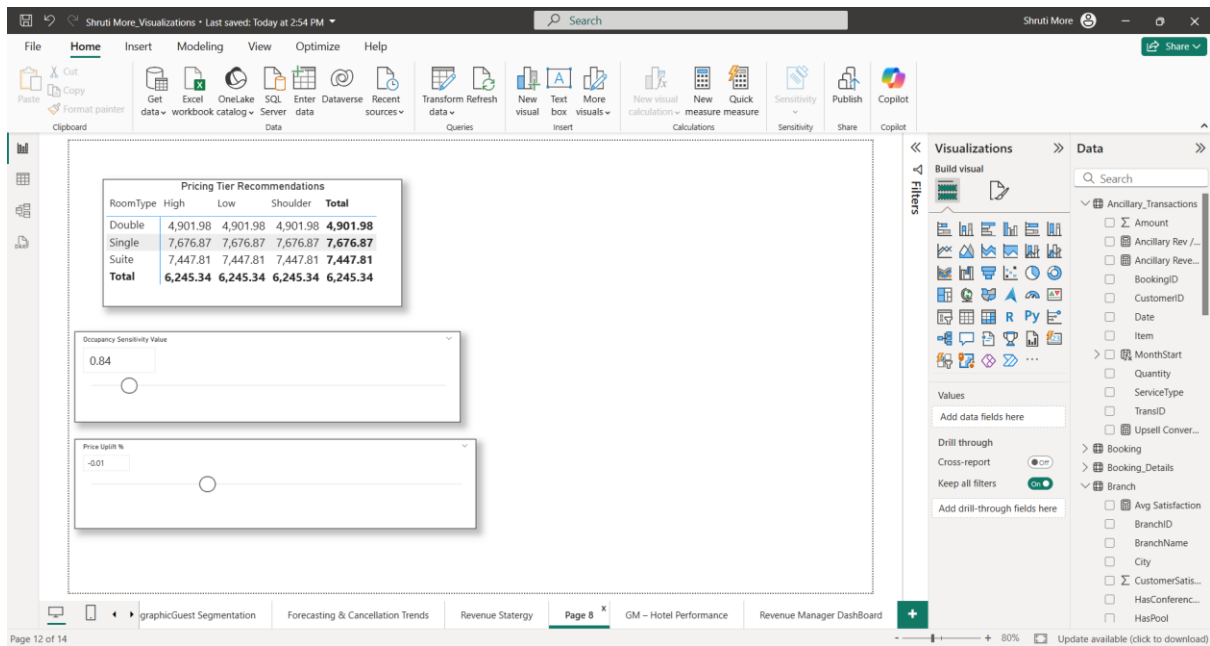 Shruti More_Visualizations • Last saved: Today at 2:54 PM
Search
Shruti More
File Home Insert Modeling View Optimize Help
Share
Paste
Cut
Copy
Format painter
Get data
Excel workbook
OneLake catalog
SQL Server
Enter data
Dataverse
Recent sources
Transform data
Refresh
New visual
Text box
More visuals
New visual calculation
New measure
Quick measure
Sensitivity
Publish
Copilot
Clipboard Data Queries Insert Calculations Sensitivity Share Copilot
Pricing Tier Recommendations
RoomType High Low Shoulder Total
Double 4,901.98 4,901.98 4,901.98 4,901.98
Single 7,676.87 7,676.87 7,676.87 7,676.87
Suite 7,447.81 7,447.81 7,447.81 7,447.81
Total 6,245.34 6,245.34 6,245.34 6,245.34
Occupancy Sensitivity Value
0.84
Price Uplift %
-0.01
Filters
Visualizations
Build visual
R Py
Values
Add data fields here
Drill through
Cross-report Off
Keep all filters On
Add drill-through fields here
Data
Search
Ancillary_Transactions
Amount
Ancillary Rev /...
Ancillary Reve...
BookingID
CustomerID
Date
Item
MonthStart
Quantity
ServiceType
TransID
Upsell Conver...
Booking
Booking_Details
Branch
Avg Satisfaction
BranchID
BranchName
City
CustomerSatis...
HasConferenc...
HasPool
graphicGuest Segmentation Forecasting & Cancellation Trends Revenue Statergy Page 8 x GM – Hotel Performance Revenue Manager DashBoard +
Page 12 of 14
- + 80% Update available (click to download)